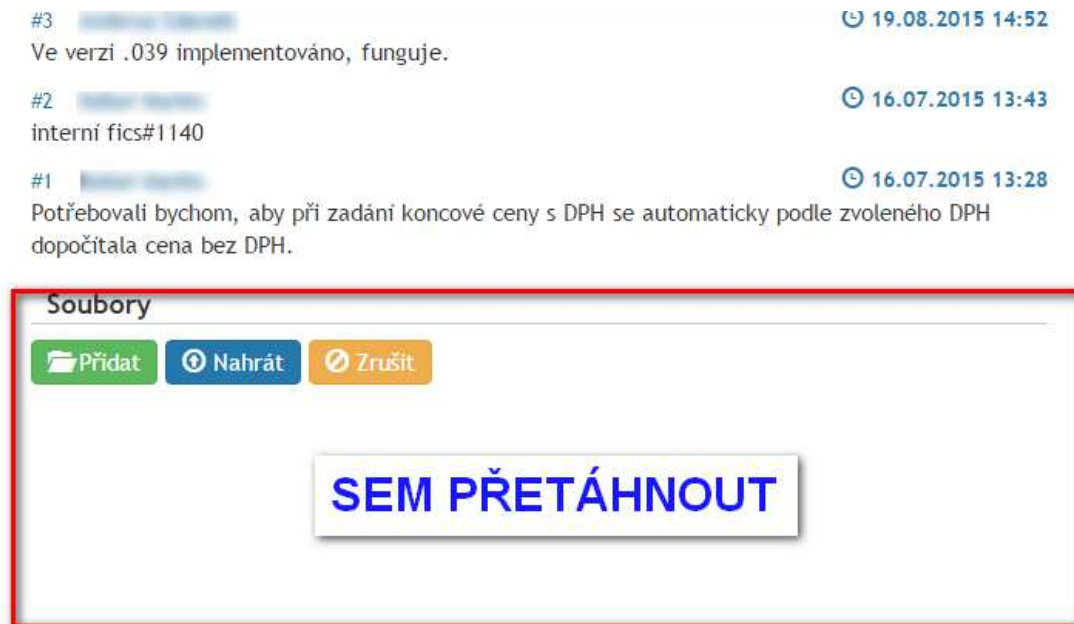 #3 19.08.2015 14:52
Ve verzi .039 implementováno, funguje.
#2 16.07.2015 13:43
interní fics#1140
#1 16.07.2015 13:28
Potřebovali bychom, aby při zadání koncové ceny s DPH se automaticky podle zvoleného DPH
dopočítala cena bez DPH.
Soubory
Přidat Nahrát Zrušit
SEM PŘETÁHNOUT